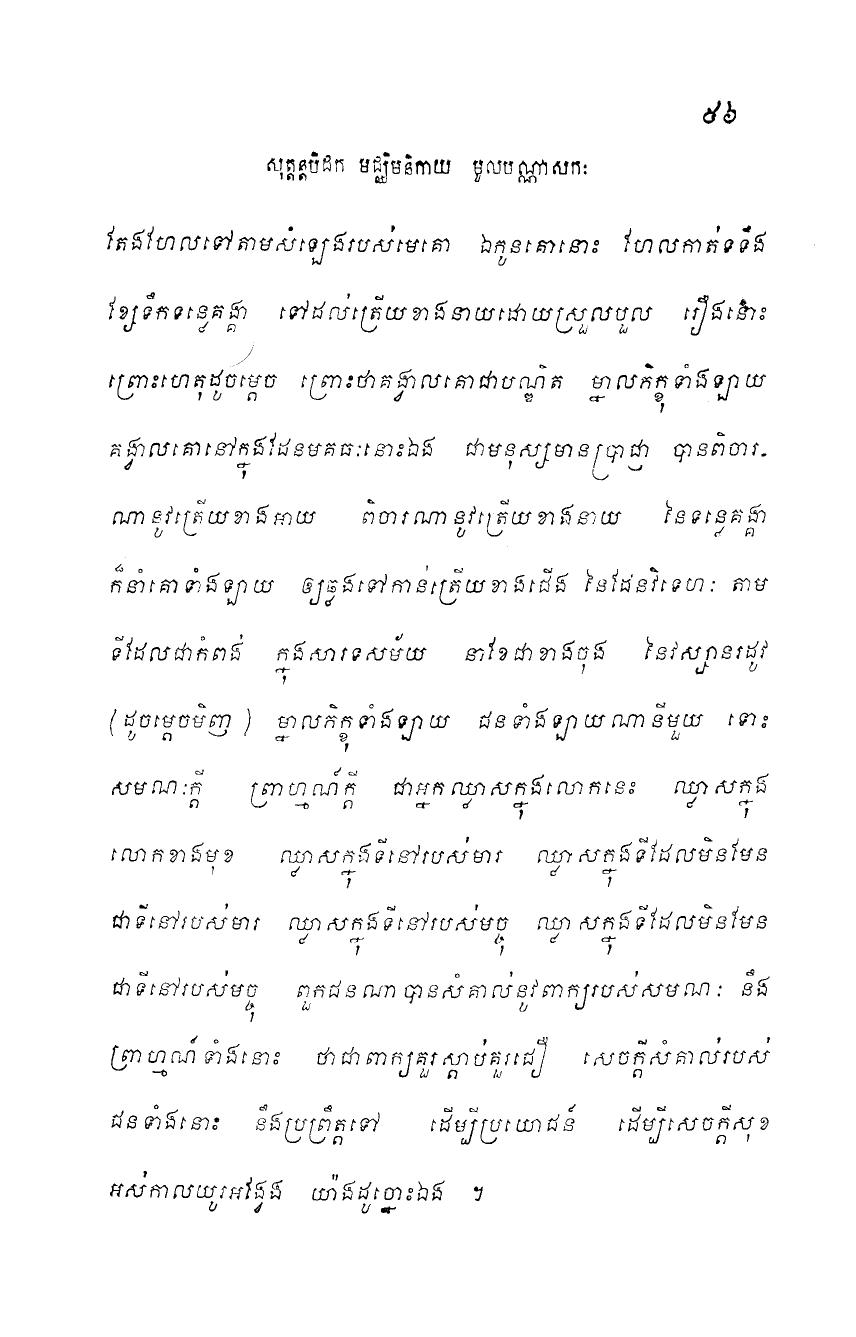 ៥៦
សុត្តន្តបិដក មជ្ឈិមនិកាយ មូលបណ្ណាសកៈ
តែងហែលទៅតាមសំឡេងរបស់មេគោ ឯកូនគោនោះ ហែលកាត់ទទឹង
ខ្សែទឹកទន្ទេគង្គា ទៅដល់ត្រើយខាងនាយដោយស្រួលបួល រឿងនោះ
ព្រោះហេតុដូចម្តេច ព្រោះថាគង្វាលគោជាបណ្ឌិត ម្នាលភិក្ខុទាំងឡាយ
គង្វាលគោនៅក្នុងដែនមគធៈនោះឯង ជាមនុស្សមានប្រាជ្ញា បានពិចារ-
ណានូវត្រើយខាងអាយ ពិចារណានូវត្រើយខាងនាយ នៃទន្ទេគង្គា
ក៏នាំគោទាំងឡាយ ឲ្យឆ្លងទៅកាន់ត្រើយខាងជើង នៃដែនវិទេហៈ តាម
ទីដែលជាកំពង់ ក្នុងសារទសម័យ នាខែជាខាងចុង នៃវស្សានរដូវ
(ដូចម្តេចមិញ) ម្នាលភិក្ខុទាំងឡាយ ជនទាំងឡាយណានីមួយ ទោះ
សមណៈក្តី ព្រាហ្មណ៍ក្តី ជាអ្នកឈ្លាសក្នុងលោកនេះ ឈ្លាសក្នុង
លោកខាងមុខ ឈ្លាសក្នុងទីនៅរបស់មារ ឈ្លាសក្នុងទីដែលមិនមែន
ជាទីនៅរបស់មារ ឈ្លាសក្នុងទីនៅរបស់មច្ចុ ឈ្លាសក្នុងទីដែលមិនមែន
ជាទីនៅរបស់មច្ចុ ពួកជនណាបានសំគាល់នូវពាក្យរបស់សមណៈ នឹង
ព្រាហ្មណ៍ទាំងនោះ ថាជាពាក្យគួរស្តាប់គួរជឿ សេចក្តីសំគាល់របស់
ជនទាំងនោះ នឹងប្រព្រឹត្តទៅ ដើម្បីប្រយោជន៍ ដើម្បីសេចក្តីសុខ
អស់កាលយូរអង្វែង យ៉ាងដូច្នោះឯង ។